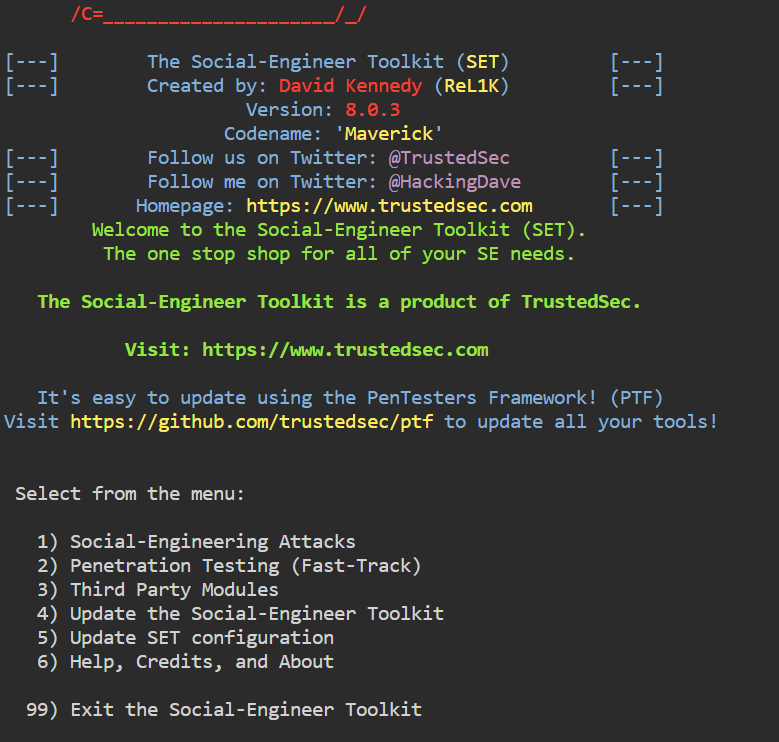 /C=_____________________/_/
[---] The Social-Engineer Toolkit (SET) [---]
[---] Created by: David Kennedy (ReL1K) [---]
Version: 8.0.3
Codename: 'Maverick'
[---] Follow us on Twitter: @TrustedSec [---]
[---] Follow me on Twitter: @HackingDave [---]
[---] Homepage: https://www.trustedsec.com [---]
Welcome to the Social-Engineer Toolkit (SET).
The one stop shop for all of your SE needs.
The Social-Engineer Toolkit is a product of TrustedSec.
Visit: https://www.trustedsec.com
It's easy to update using the PenTesters Framework! (PTF)
Visit https://github.com/trustedsec/ptf to update all your tools!
Select from the menu:
1) Social-Engineering Attacks
2) Penetration Testing (Fast-Track)
3) Third Party Modules
4) Update the Social-Engineer Toolkit
5) Update SET configuration
6) Help, Credits, and About
99) Exit the Social-Engineer Toolkit